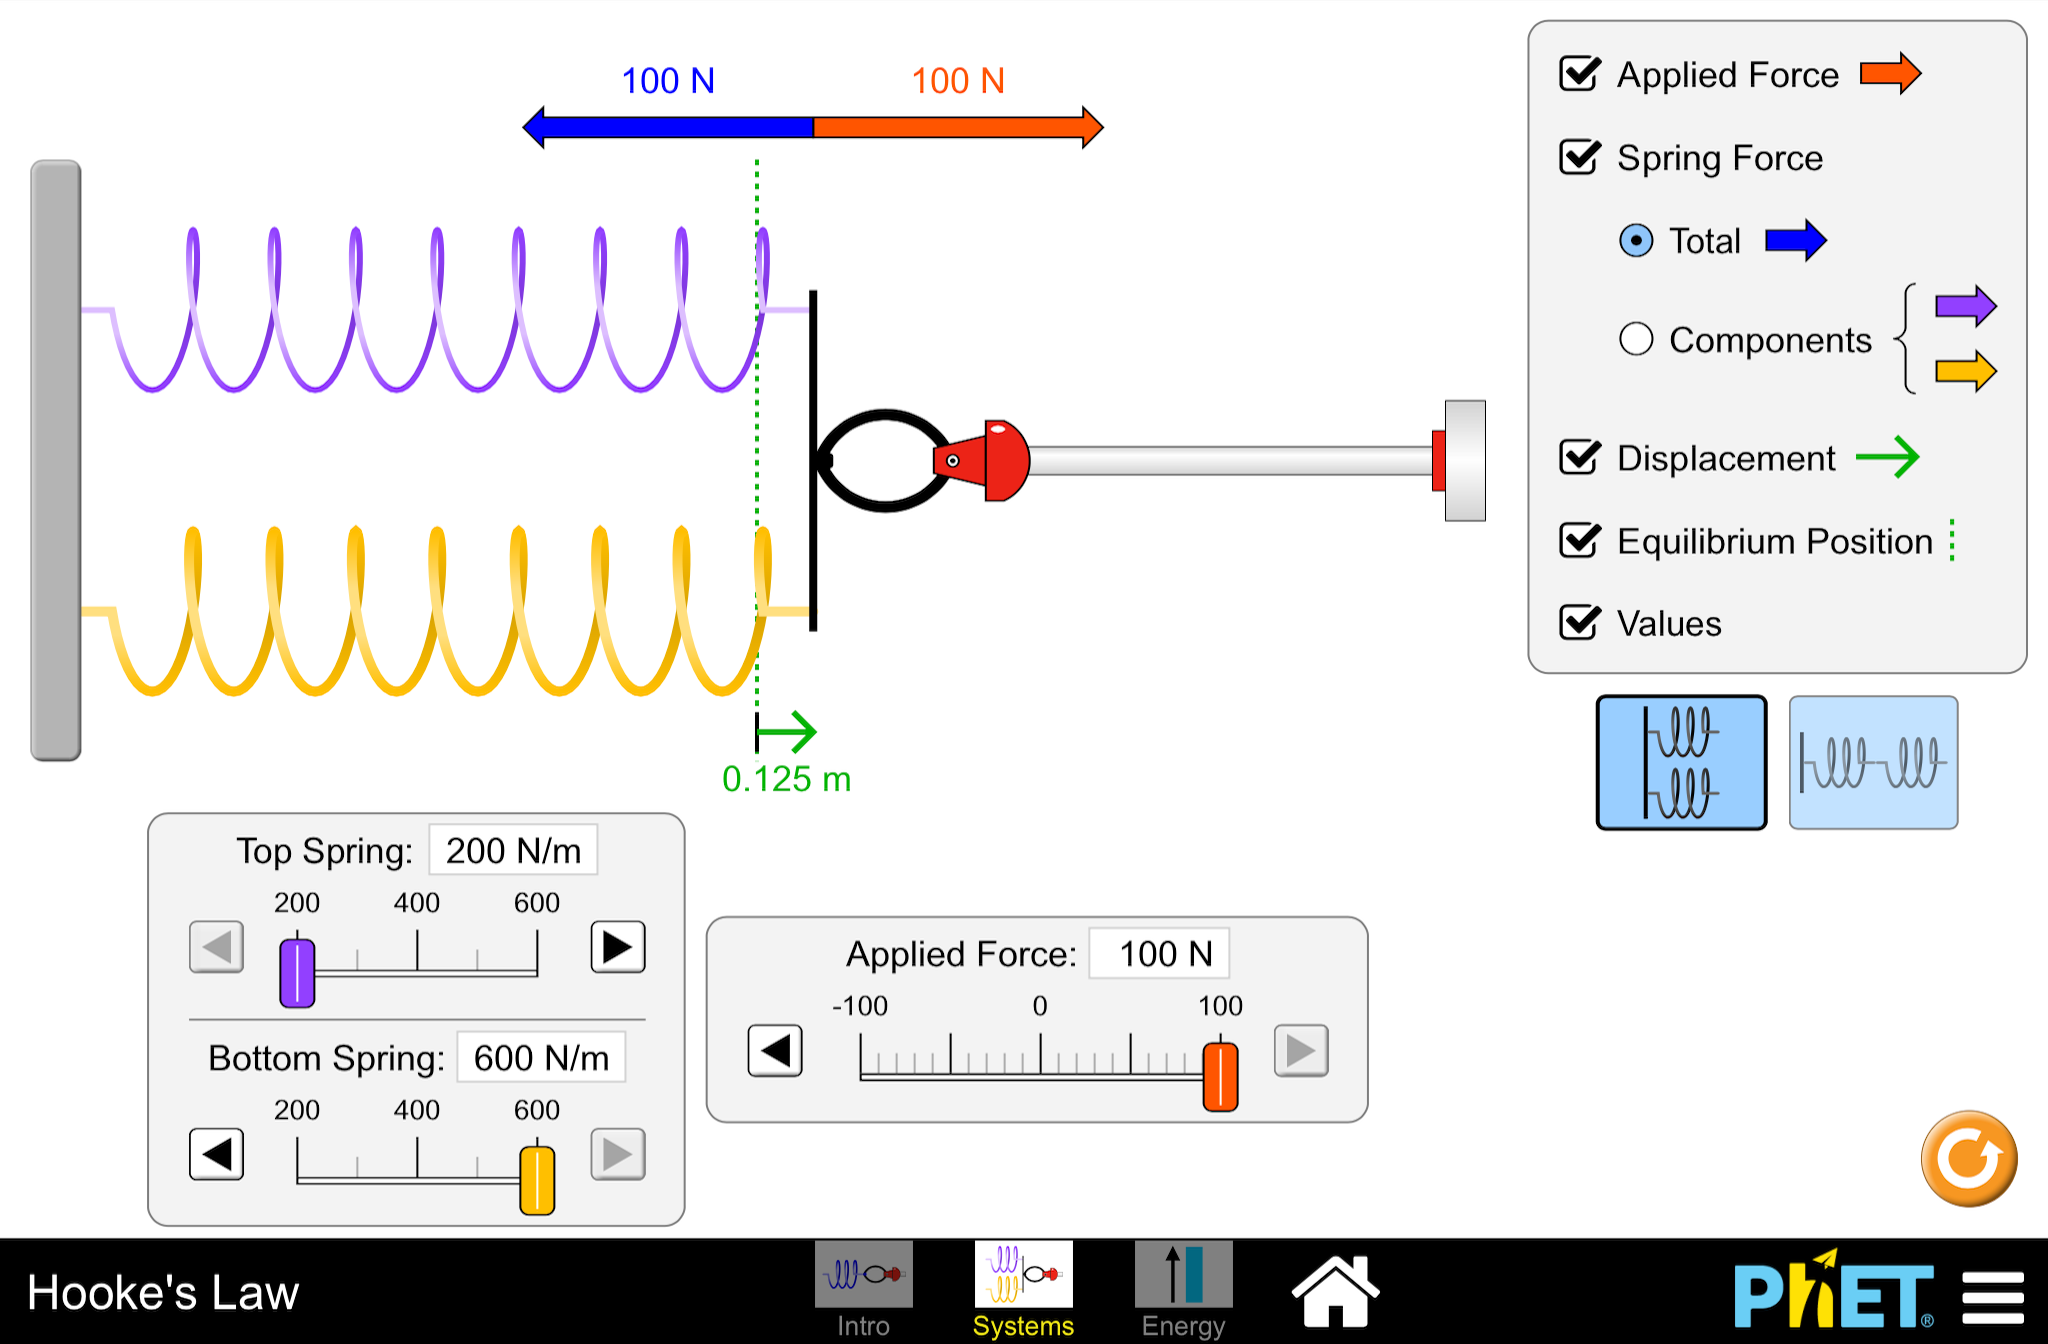 100 N
100 N
Applied Force
Spring Force
Total
Components
Displacement
Equilibrium Position
Values
0.125 m
Top Spring: 200 N/m
200 400 600
Bottom Spring: 600 N/m
200 400 600
Applied Force: 100 N
-100 0 100
Hooke's Law
Intro
Systems
Energy
PhET®